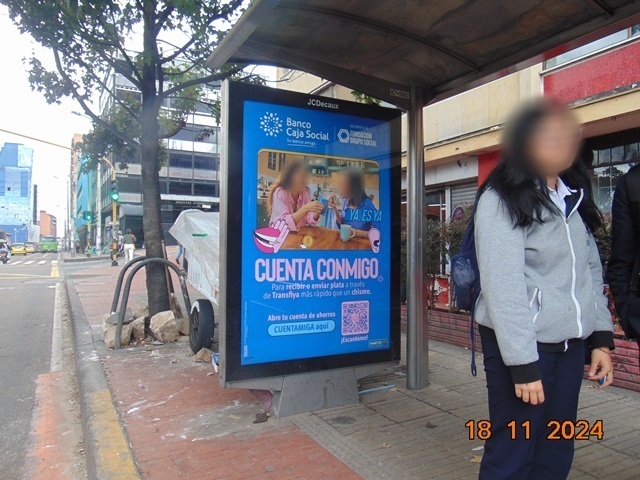 JCDecaux
Banco
Caja Social
Tu banco amigo.
FUNDACIÓN
GRUPO SOCIAL
YA ES YA
CUENTA CONMIGO
Para recibir o enviar plata a través
de Transfiya más rápido que un chisme.
Abre tu cuenta de ahorros
CUENTAMIGA aquí
¡Escanéame!
18 11 2024